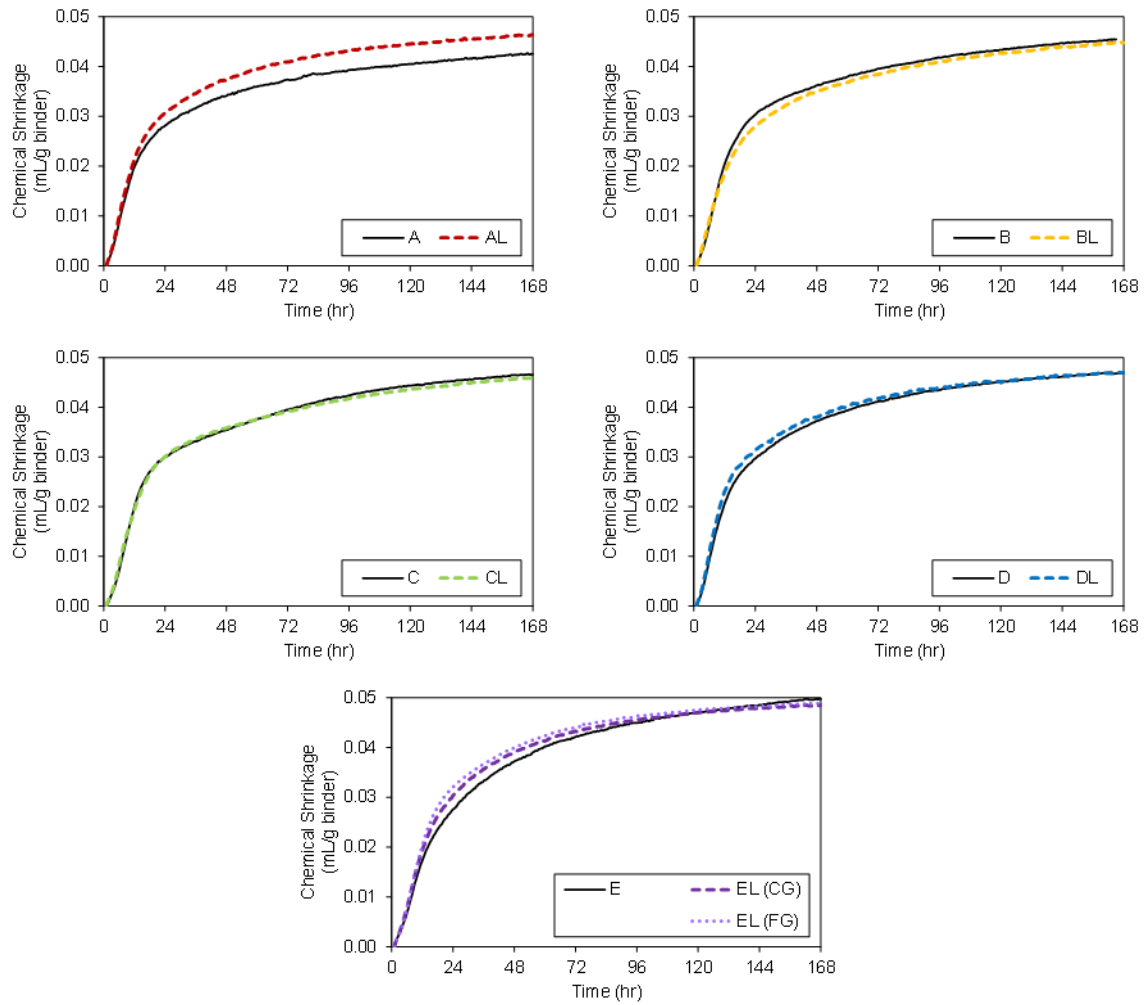 Chemical Shrinkage
(mL/g binder)
0.05
0.04
0.03
0.02
0.01
0.00
A AL
0 24 48 72 96 120 144 168
Time (hr)
Chemical Shrinkage
(mL/g binder)
0.05
0.04
0.03
0.02
0.01
0.00
B BL
0 24 48 72 96 120 144 168
Time (hr)
Chemical Shrinkage
(mL/g binder)
0.05
0.04
0.03
0.02
0.01
0.00
C CL
0 24 48 72 96 120 144 168
Time (hr)
Chemical Shrinkage
(mL/g binder)
0.05
0.04
0.03
0.02
0.01
0.00
D DL
0 24 48 72 96 120 144 168
Time (hr)
Chemical Shrinkage
(mL/g binder)
0.05
0.04
0.03
0.02
0.01
0.00
E EL (CG)
EL (FG)
0 24 48 72 96 120 144 168
Time (hr)